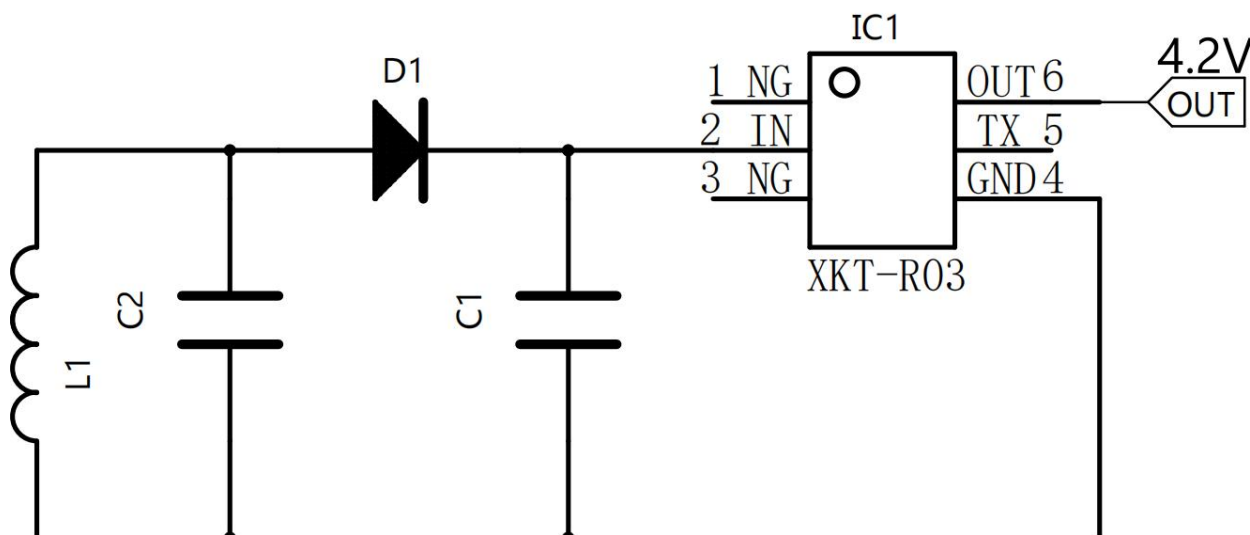 IC1
4.2V
D1
1 NG
OUT 6
OUT
2 IN
TX 5
3 NG
GND 4
XKT-R03
C2
C1
L1